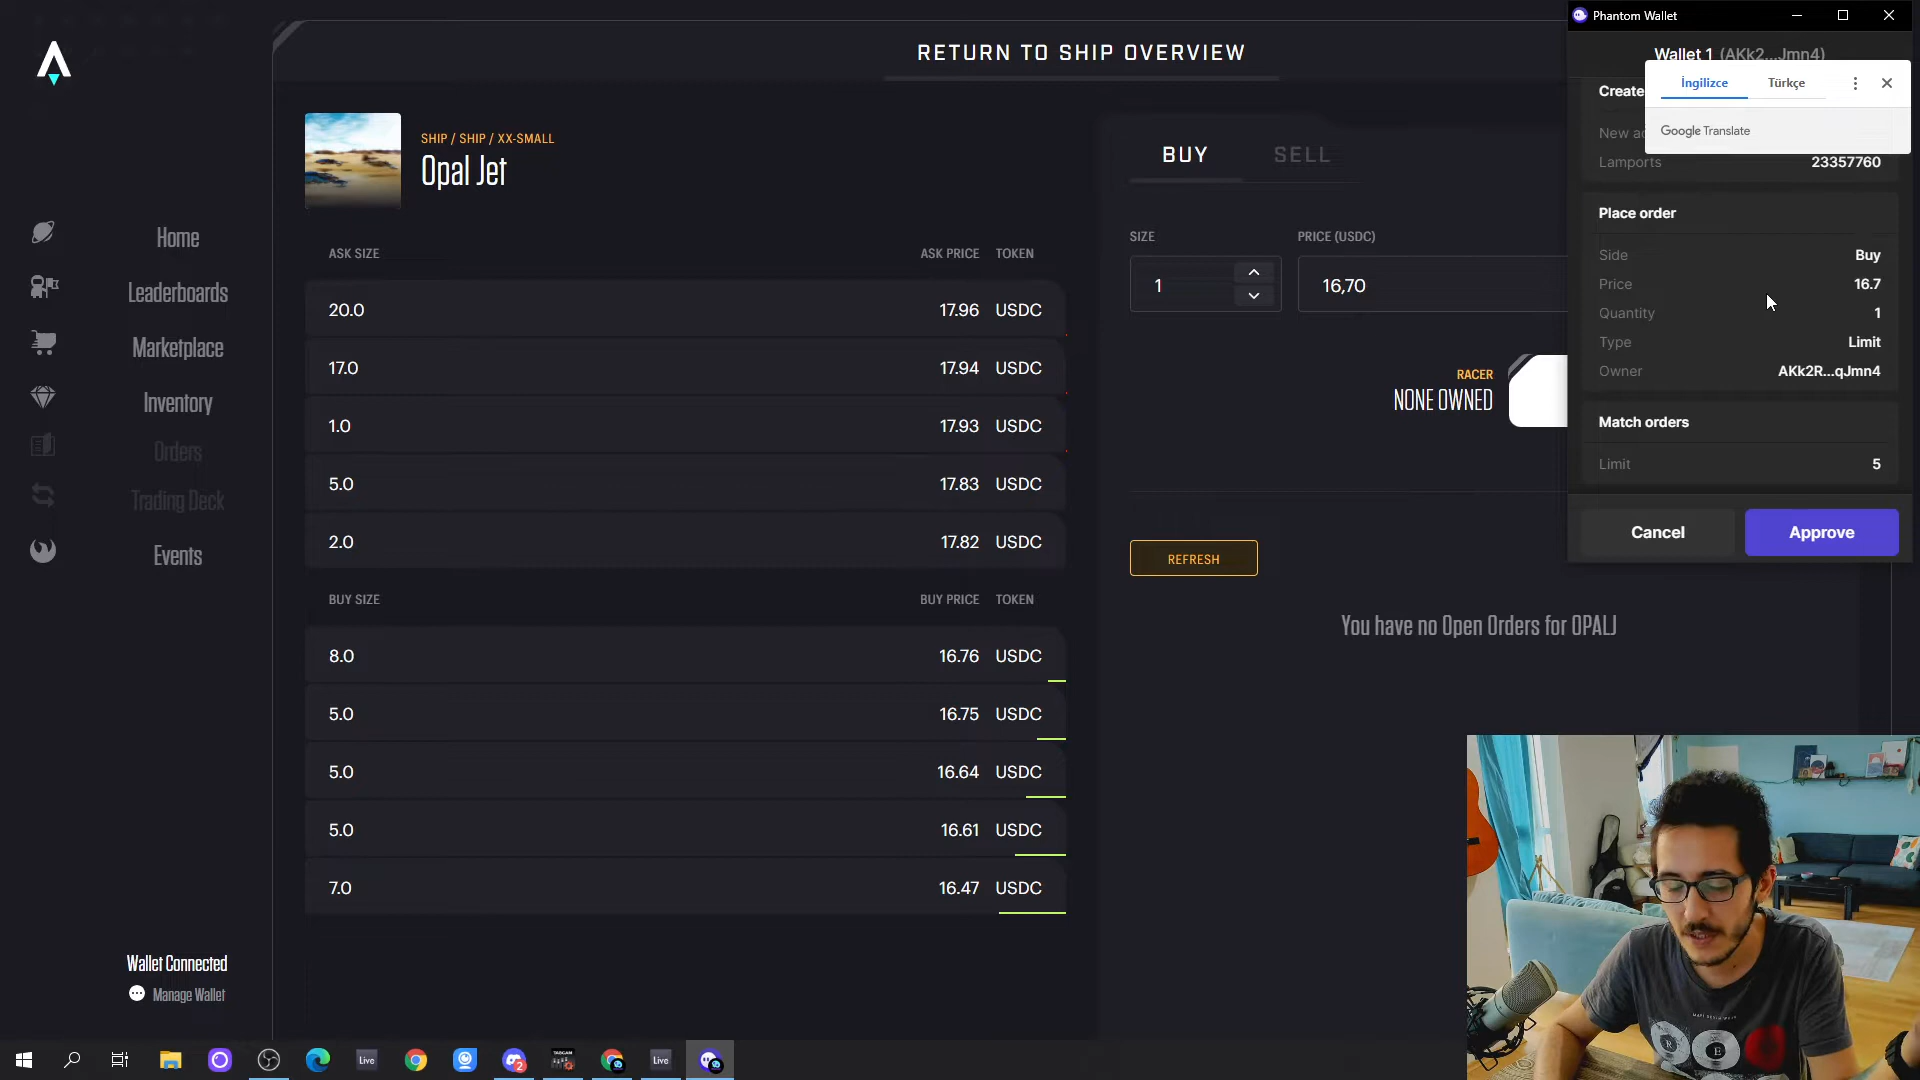 RETURN TO SHIP OVERVIEW
SHIP / SHIP / XX-SMALL
Opal Jet
Home
Leaderboards
Marketplace
Inventory
Orders
Trading Deck
Events
Wallet Connected
Manage Wallet
ASK SIZE ASK PRICE TOKEN
20.0 17.96 USDC
17.0 17.94 USDC
1.0 17.93 USDC
5.0 17.83 USDC
2.0 17.82 USDC
BUY SIZE BUY PRICE TOKEN
8.0 16.76 USDC
5.0 16.75 USDC
5.0 16.64 USDC
5.0 16.61 USDC
7.0 16.47 USDC
BUY SELL
SIZE PRICE (USDC)
1 16,70
RACER
NONE OWNED
REFRESH
You have no Open Orders for OPALJ
Phantom Wallet
Wallet 1 (AKk2...Jmn4)
İngilizce Türkçe
Google Translate
Create
New ac
Lamports 23357760
Place order
Side Buy
Price 16.7
Quantity 1
Type Limit
Owner AKk2R...qJmn4
Match orders
Limit 5
Cancel Approve
Live
2
TASCAM
Live
R E